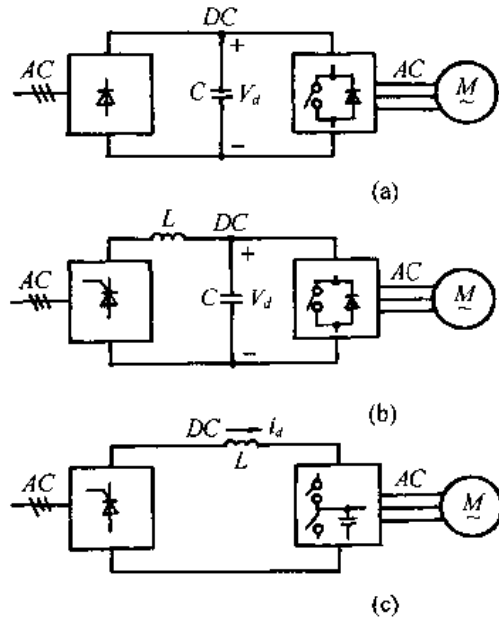 DC
AC
+
C
V_d
−
AC
M
~
(a)
L
DC
AC
+
C
V_d
−
AC
M
~
(b)
DC → i_d
L
AC
AC
M
~
(c)